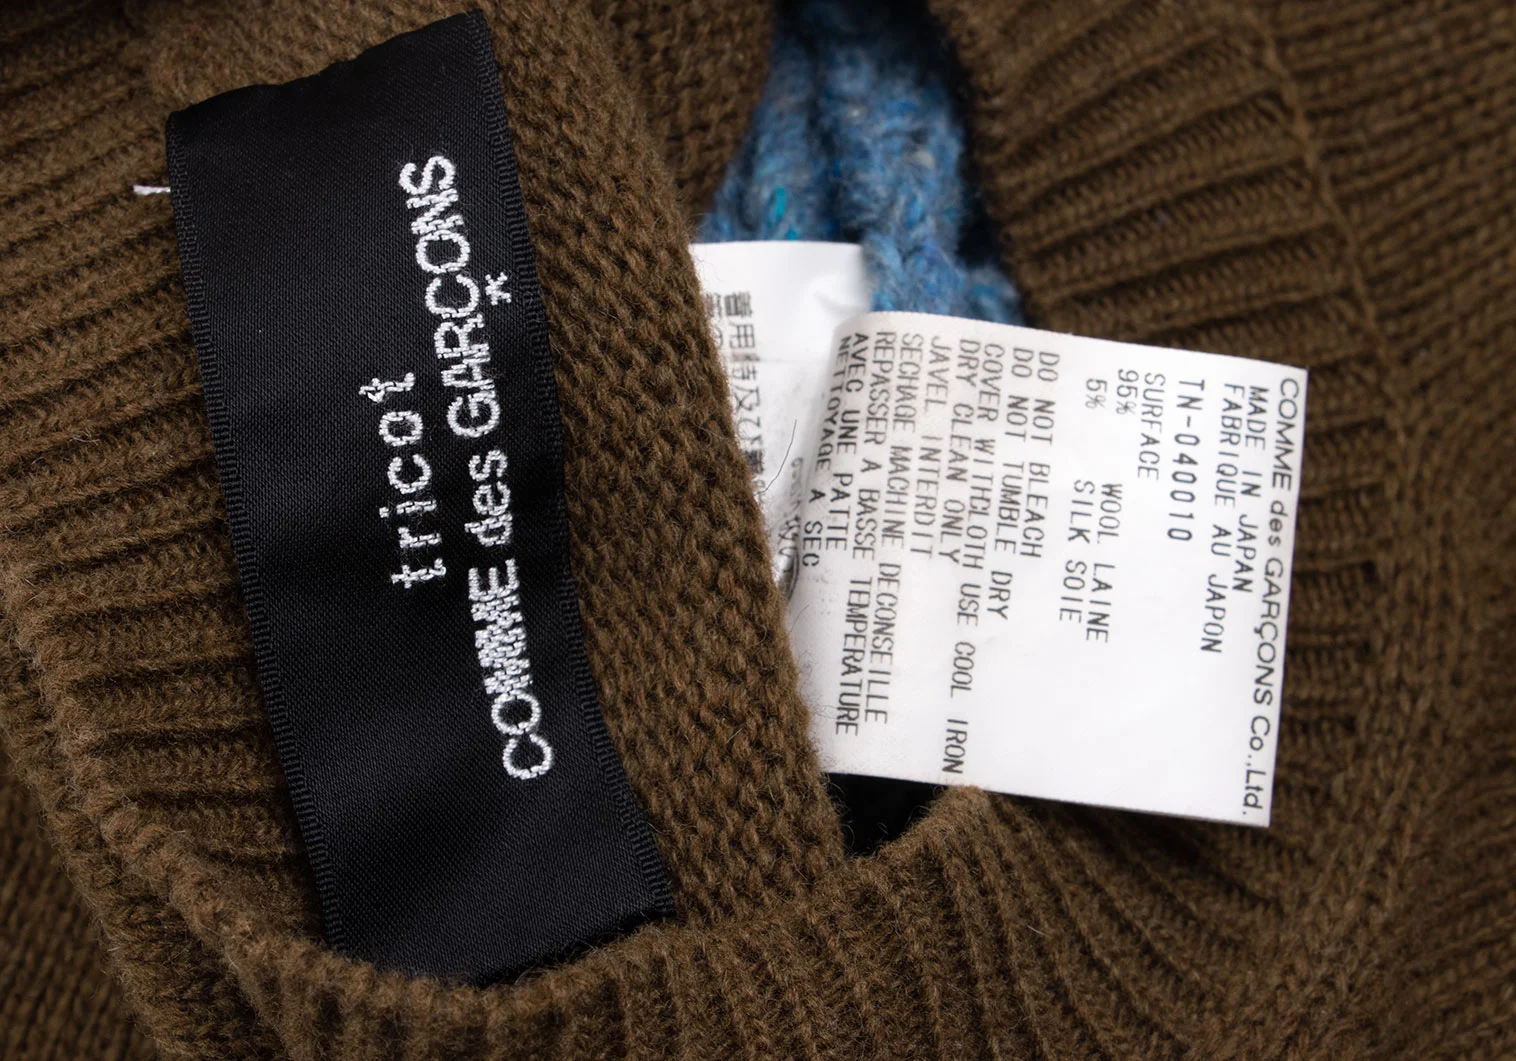 tricot
COMME des GARÇONS
*
COMME des GARÇONS Co.,Ltd.
MADE IN JAPAN
FABRIQUE AU JAPON
TN-040010
SURFACE
95% WOOL LAINE
5% SILK SOIE
DO NOT BLEACH
DO NOT TUMBLE DRY
COVER WITHCLOTH USE COOL IRON
DRY CLEAN ONLY
JAVEL INTERDIT
SECHAGE MACHINE DECONSEILLE
REPASSER A BASSE TEMPERATURE
AVEC UNE PATTE
NETTOYAGE A SEC